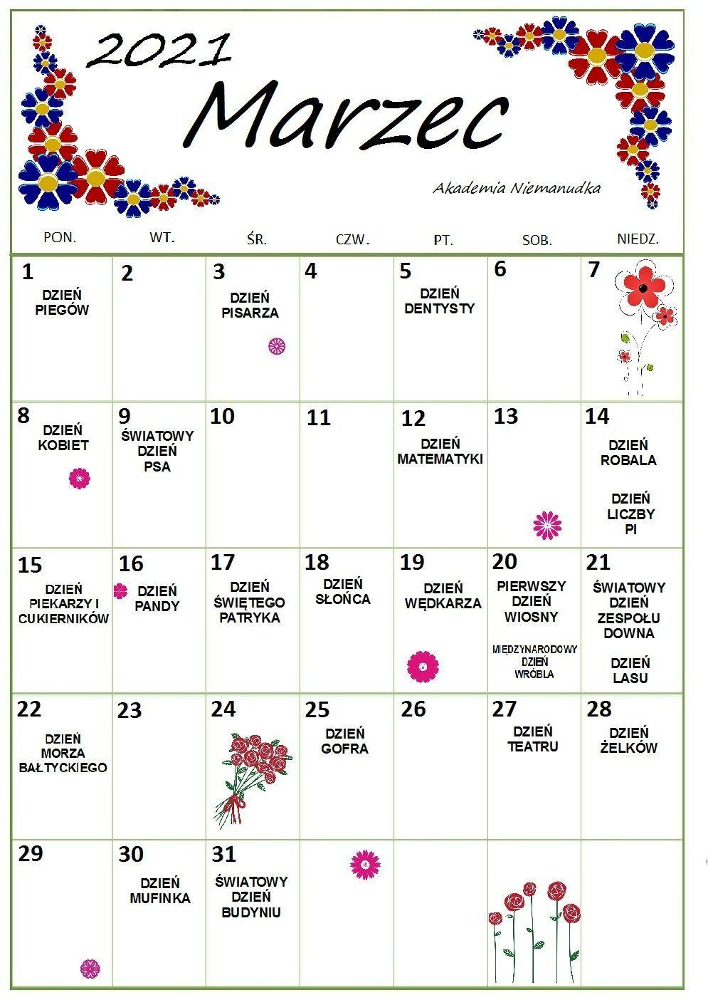 2021
Marzec
Akademia Niemanudka
PON. WT. ŚR. CZW. PT. SOB. NIEDZ.
1
DZIEŃ
PIEGÓW
2
3
DZIEŃ
PISARZA
4
5
DZIEŃ
DENTYSTY
6
7
8
DZIEŃ
KOBIET
9
ŚWIATOWY
DZIEŃ
PSA
10
11
12
DZIEŃ
MATEMATYKI
13
14
DZIEŃ
ROBALA
DZIEŃ
LICZBY
PI
15
DZIEŃ
PIEKARZY I
CUKIERNIKÓW
16
DZIEŃ
PANDY
17
DZIEŃ
ŚWIĘTEGO
PATRYKA
18
DZIEŃ
SŁOŃCA
19
DZIEŃ
WĘDKARZA
20
PIERWSZY
DZIEŃ
WIOSNY
MIĘDZYNARODOWY
DZIEŃ
WRÓBLA
21
ŚWIATOWY
DZIEŃ
ZESPOŁU
DOWNA
DZIEŃ
LASU
22
DZIEŃ
MORZA
BAŁTYCKIEGO
23
24
25
DZIEŃ
GOFRA
26
27
DZIEŃ
TEATRU
28
DZIEŃ
ŻELKÓW
29
30
DZIEŃ
MUFINKA
31
ŚWIATOWY
DZIEŃ
BUDYNIU